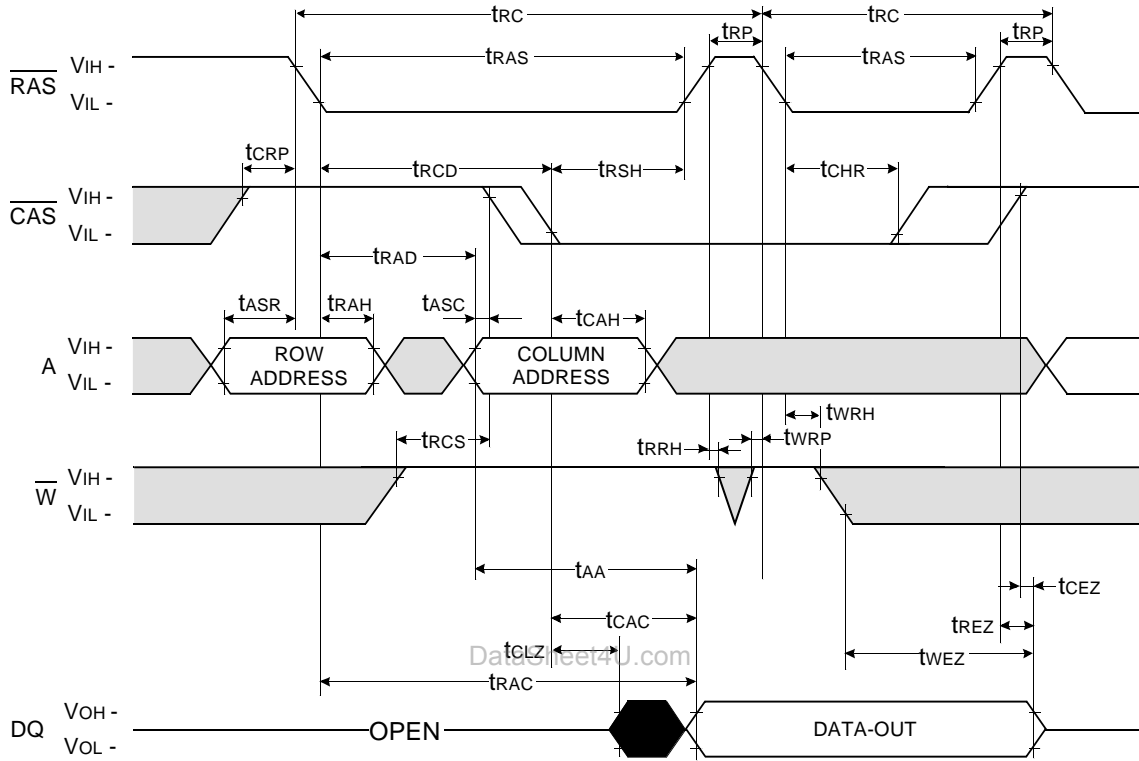 tRC tRC
tRP tRP
tRAS tRAS
RAS VIH -
VIL -
tCRP tRCD tRSH tCHR
CAS VIH -
VIL -
tRAD
tASR tRAH tASC tCAH
A VIH -
VIL -
ROW
ADDRESS
COLUMN
ADDRESS
tWRH
tRCS tRRH tWRP
W VIH -
VIL -
tAA tCEZ
tCAC tREZ
tCLZ tWEZ
DataSheet4U.com
tRAC
DQ VOH -
VOL -
OPEN DATA-OUT